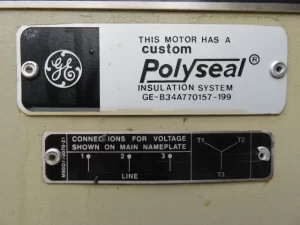 THIS MOTOR HAS A
custom
Polyseal®
INSULATION SYSTEM
GE-B34A770157-199
GE
CONNECTIONS FOR VOLTAGE
SHOWN ON MAIN NAMEPLATE
1 2 3
LINE
T1 T2
T3